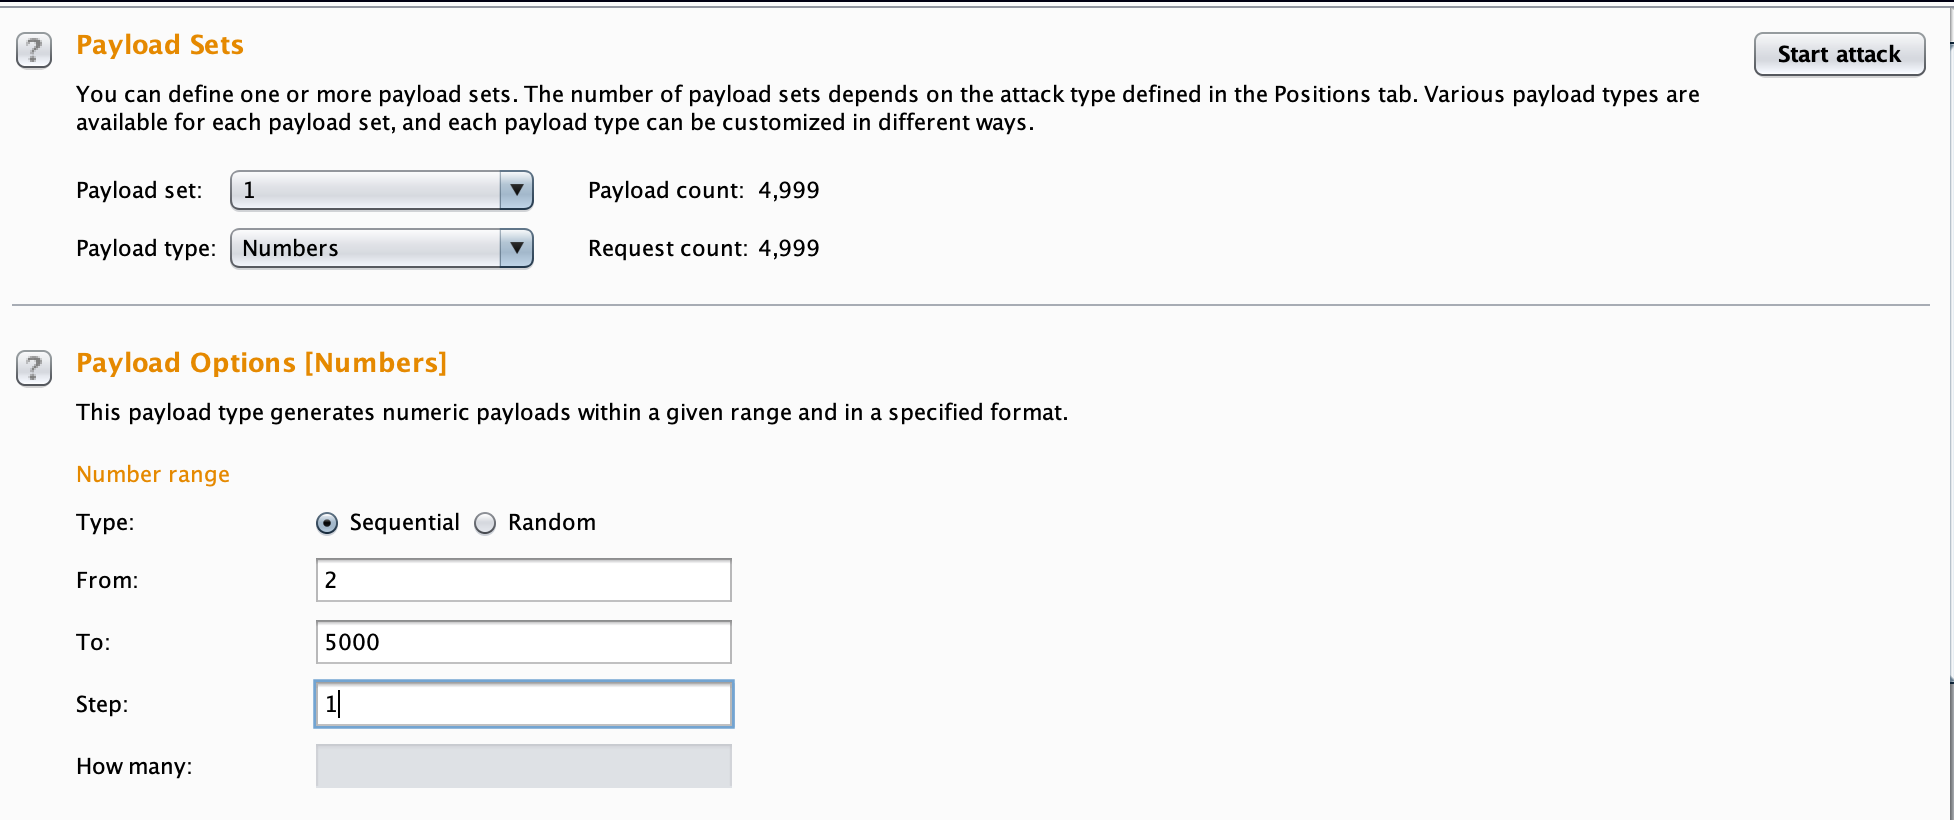 ? Payload Sets
Start attack
You can define one or more payload sets. The number of payload sets depends on the attack type defined in the Positions tab. Various payload types are
available for each payload set, and each payload type can be customized in different ways.
Payload set: 1 Payload count: 4,999
Payload type: Numbers Request count: 4,999
? Payload Options [Numbers]
This payload type generates numeric payloads within a given range and in a specified format.
Number range
Type: Sequential Random
From: 2
To: 5000
Step: 1
How many: